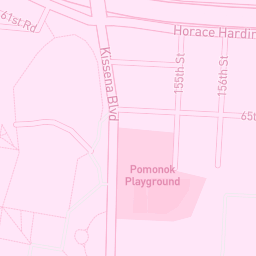 61st Rd
Horace Hardin
Kissena Blvd
155th St
156th St
65t
Pomonok
Playground